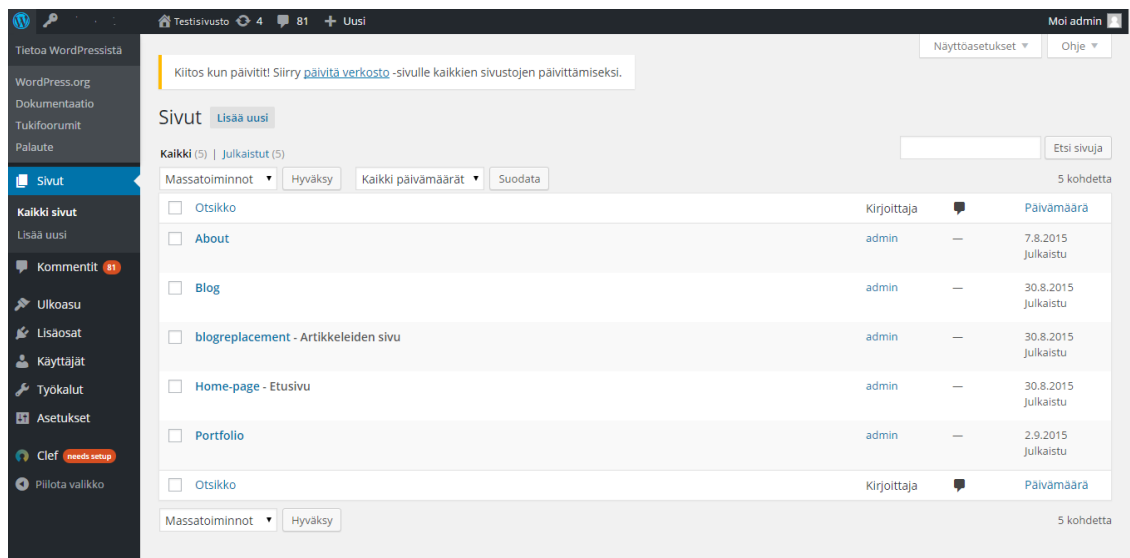 Testisivusto 4 81 + Uusi Moi admin
Tietoa WordPressistä
WordPress.org
Dokumentaatio
Tukifoorumit
Palaute
Sivut
Kaikki sivut
Lisää uusi
Kommentit 81
Ulkoasu
Lisäosat
Käyttäjät
Työkalut
Asetukset
Clef needs setup
Piilota valikko
Näyttöasetukset ▼ Ohje ▼
Kiitos kun päivitit! Siirry päivitä verkosto -sivulle kaikkien sivustojen päivittämiseksi.
Sivut Lisää uusi
Kaikki (5) | Julkaistut (5) Etsi sivuja
Massatoiminnot ▼ Hyväksy Kaikki päivämäärät ▼ Suodata 5 kohdetta
Otsikko Kirjoittaja Päivämäärä
About admin — 7.8.2015
Julkaistu
Blog admin — 30.8.2015
Julkaistu
blogreplacement - Artikkeleiden sivu admin — 30.8.2015
Julkaistu
Home-page - Etusivu admin — 30.8.2015
Julkaistu
Portfolio admin — 2.9.2015
Julkaistu
Otsikko Kirjoittaja Päivämäärä
Massatoiminnot ▼ Hyväksy 5 kohdetta